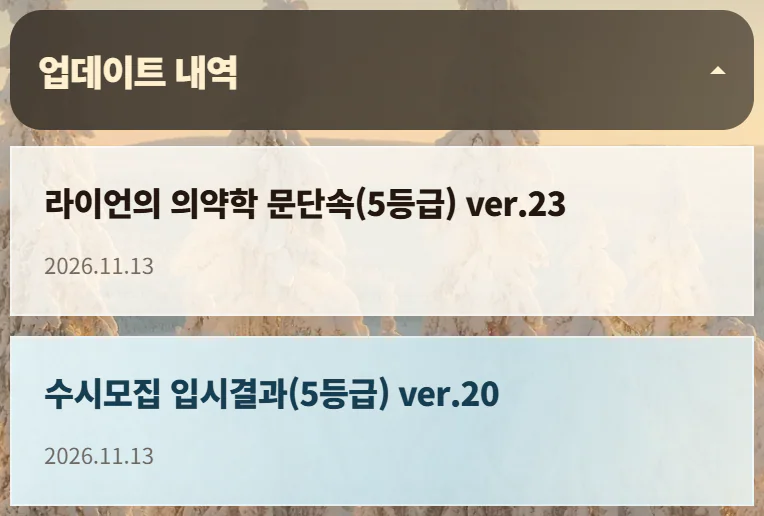 업데이트 내역
라이언의 의약학 문단속(5등급) ver.23
2026.11.13
수시모집 입시결과(5등급) ver.20
2026.11.13